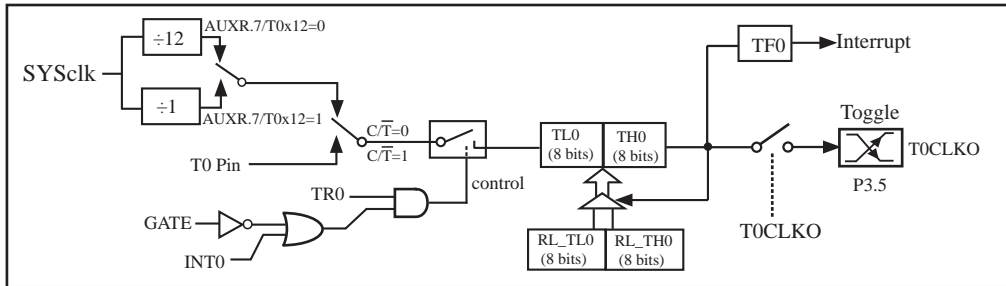 SYSclk
÷12
AUXR.7/T0x12=0
÷1
AUXR.7/T0x12=1
T0 Pin
C/T̅=0
C/T̅=1
control
TR0
GATE
INT0
TL0
(8 bits)
TH0
(8 bits)
RL_TL0
(8 bits)
RL_TH0
(8 bits)
TF0
Interrupt
Toggle
T0CLKO
P3.5
T0CLKO